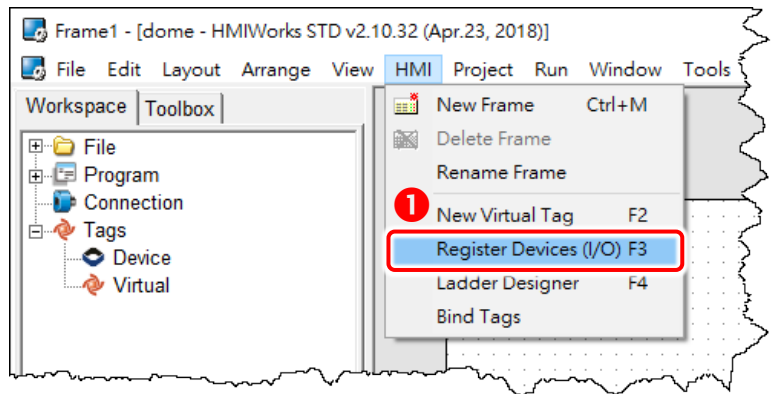 Frame1 - [dome - HMIWorks STD v2.10.32 (Apr.23, 2018)]
File Edit Layout Arrange View HMI Project Run Window Tools
Workspace Toolbox
File
Program
Connection
Tags
Device
Virtual
New Frame Ctrl+M
Delete Frame
Rename Frame
1
New Virtual Tag F2
Register Devices (I/O) F3
Ladder Designer F4
Bind Tags